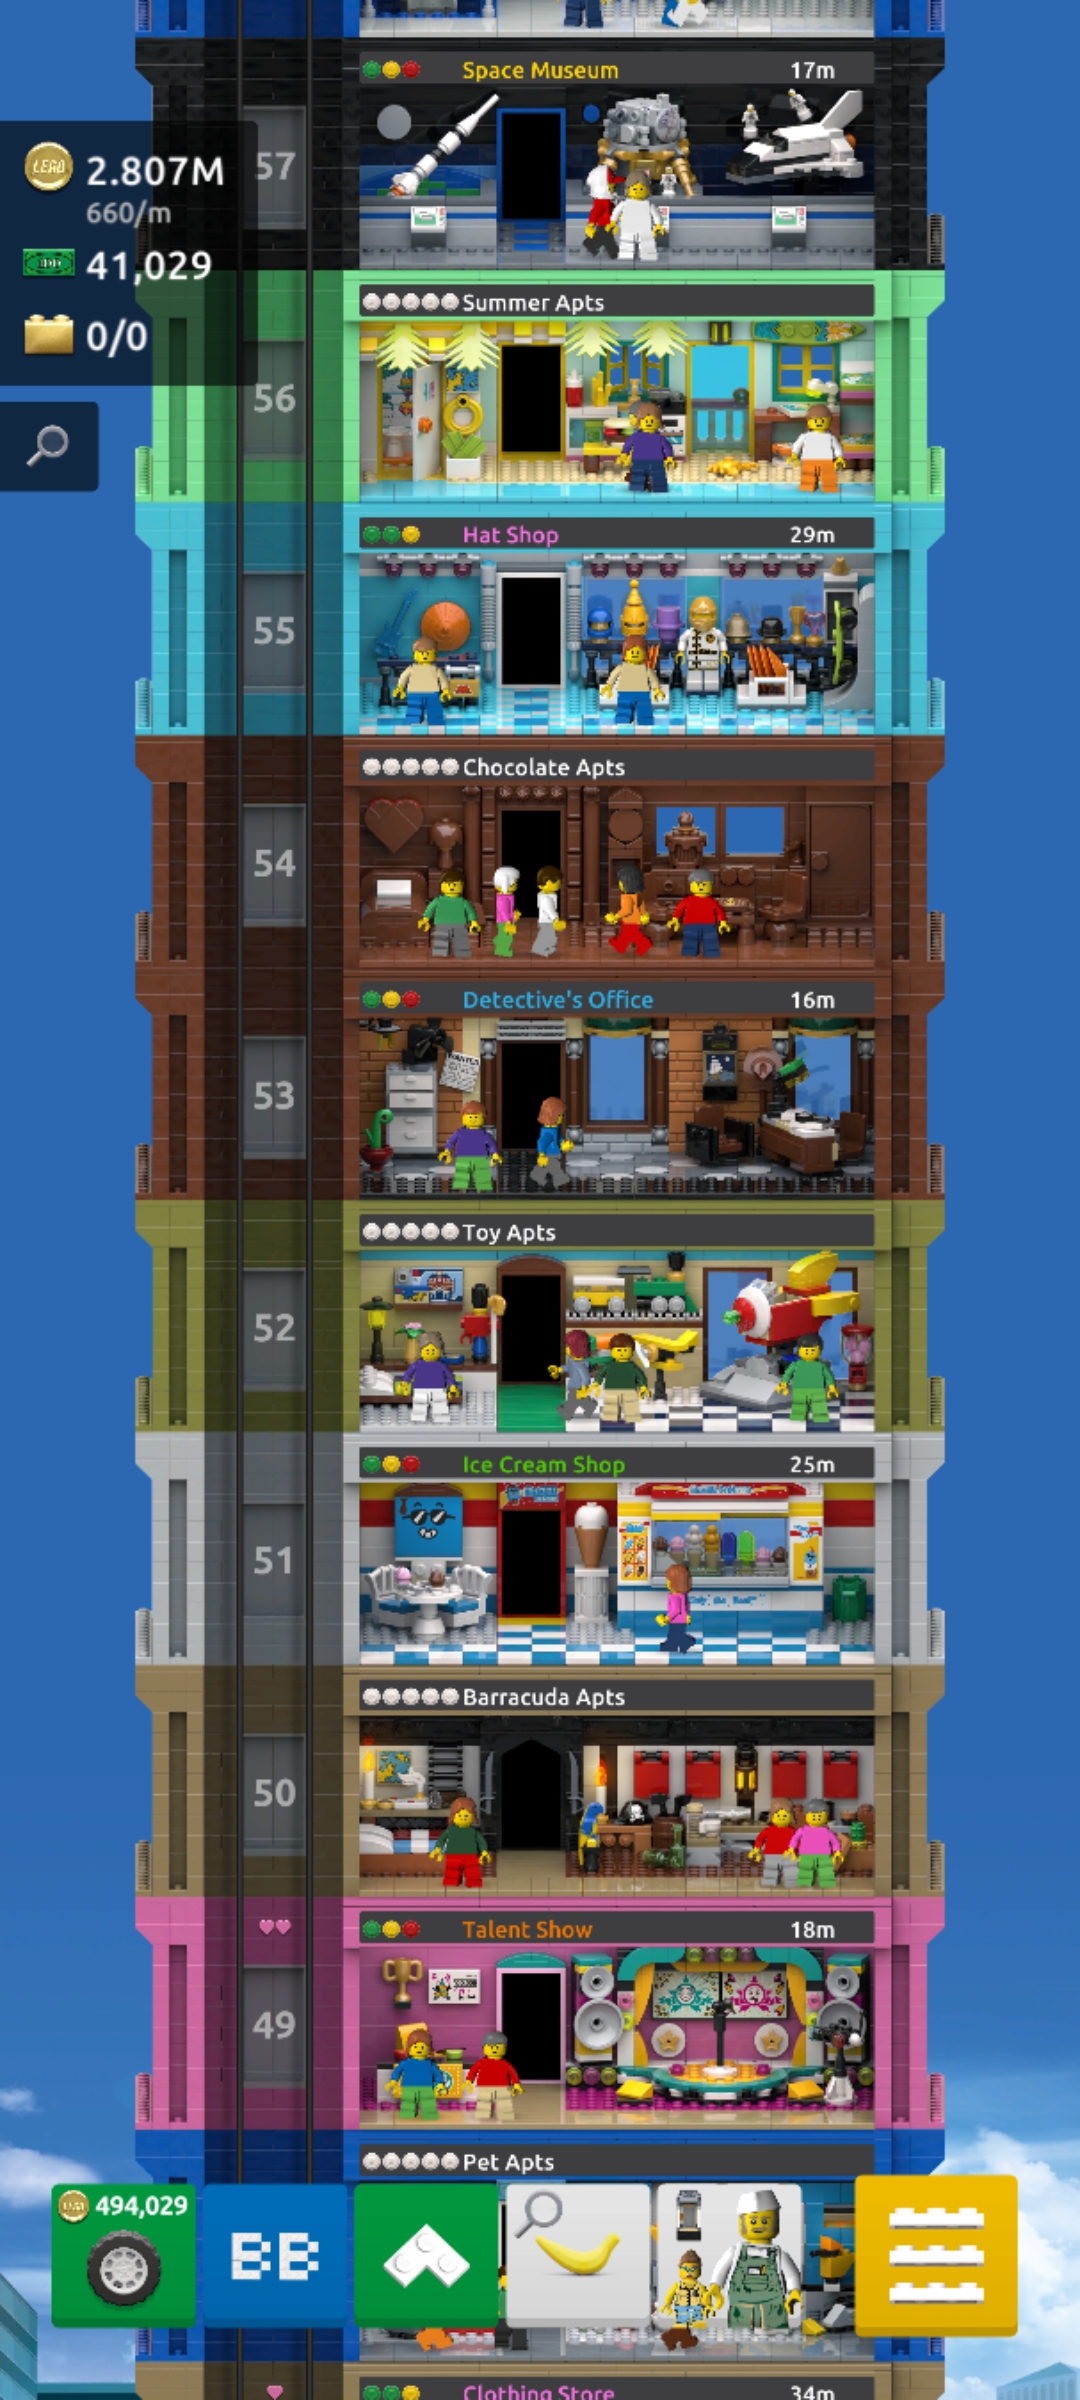 Space Museum 17m
57
LEGO 2.807M
660/m
41,029
0/0
Summer Apts
56
Hat Shop 29m
55
Chocolate Apts
54
Detective's Office 16m
53
Toy Apts
52
Ice Cream Shop 25m
51
Barracuda Apts
50
Talent Show 18m
49
Pet Apts
494,029
BB
Clothing Store 34m